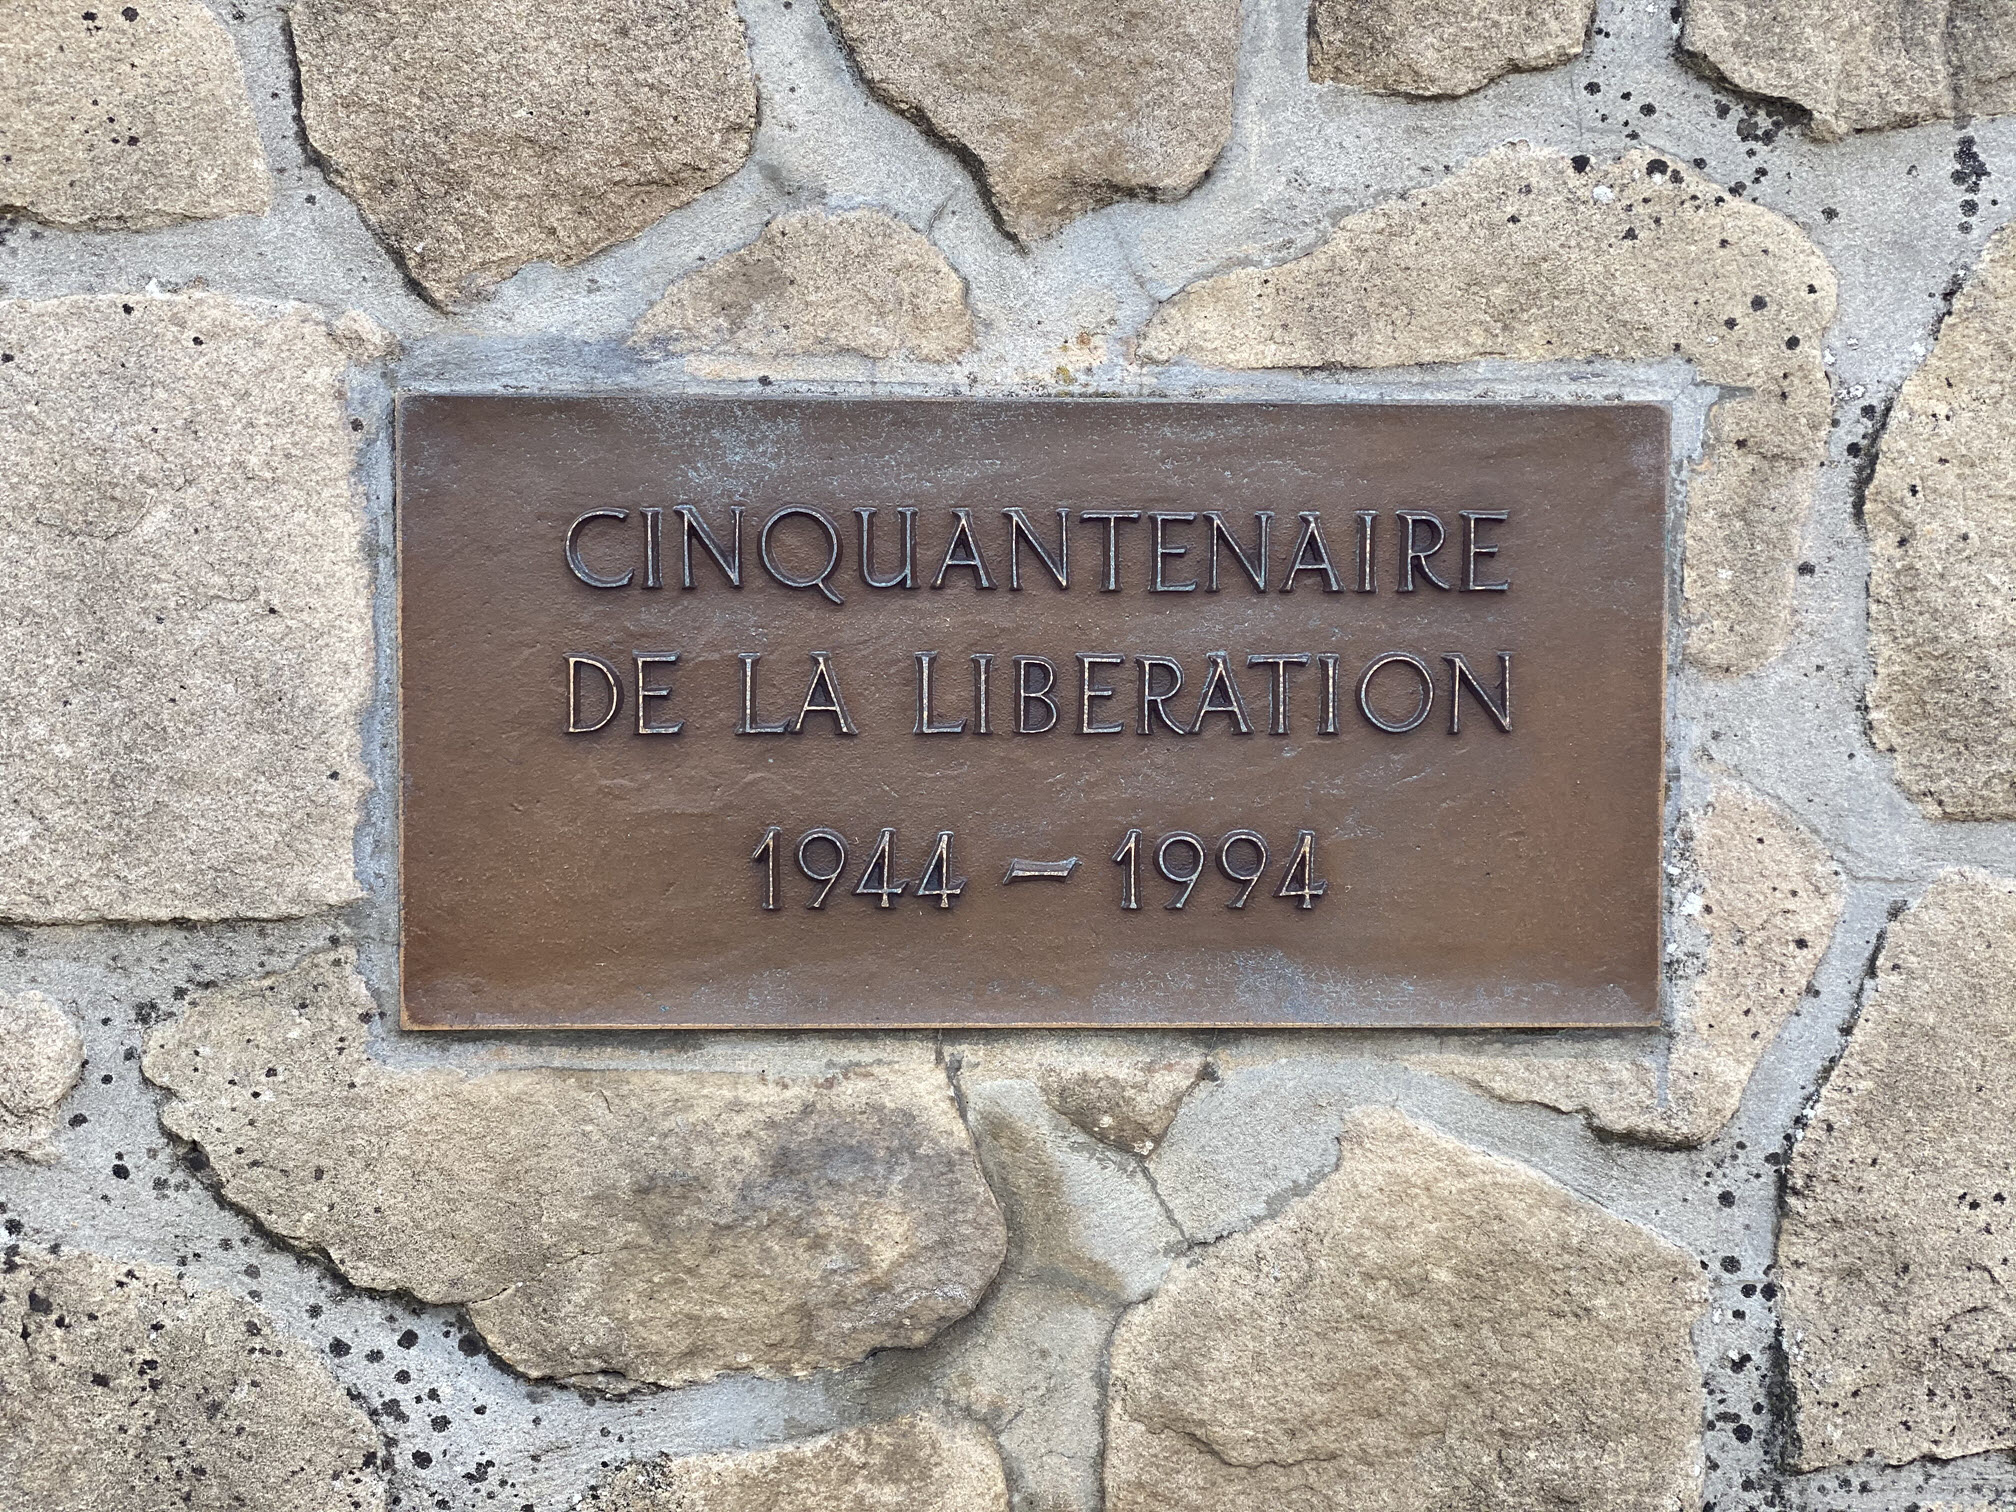 CINQUANTENAIRE
DE LA LIBERATION
1944 – 1994